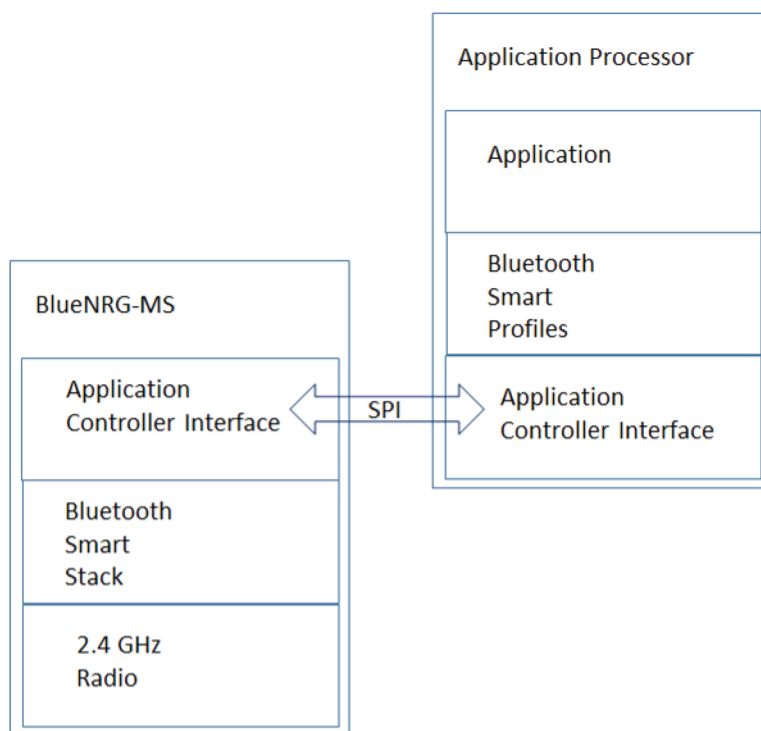 Application Processor
Application
Bluetooth
Smart
Profiles
Application
Controller Interface
BlueNRG-MS
Application
Controller Interface
SPI
Bluetooth
Smart
Stack
2.4 GHz
Radio